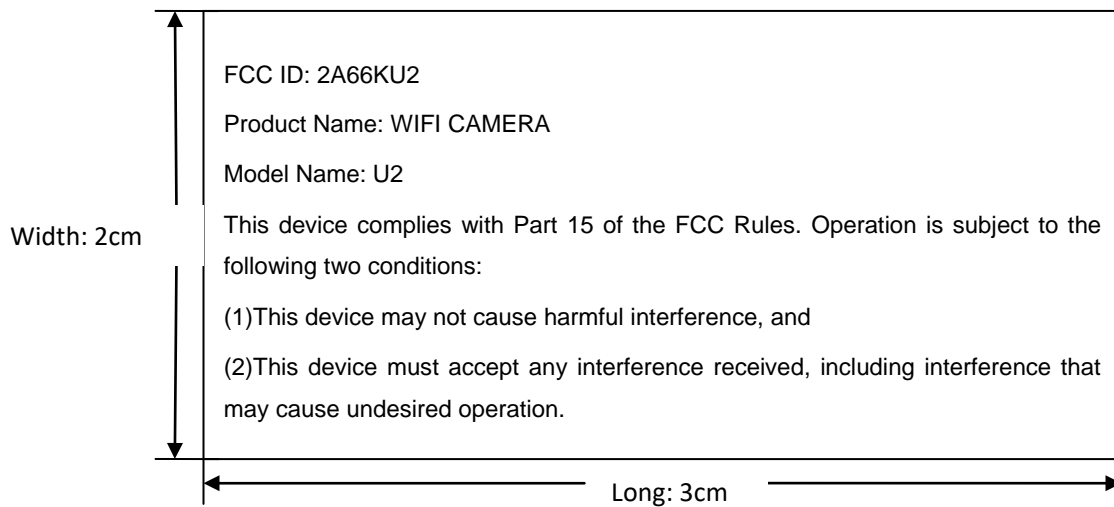 FCC ID: 2A66KU2
Product Name: WIFI CAMERA
Model Name: U2
Width: 2cm
This device complies with Part 15 of the FCC Rules. Operation is subject to the
following two conditions:
(1)This device may not cause harmful interference, and
(2)This device must accept any interference received, including interference that
may cause undesired operation.
Long: 3cm